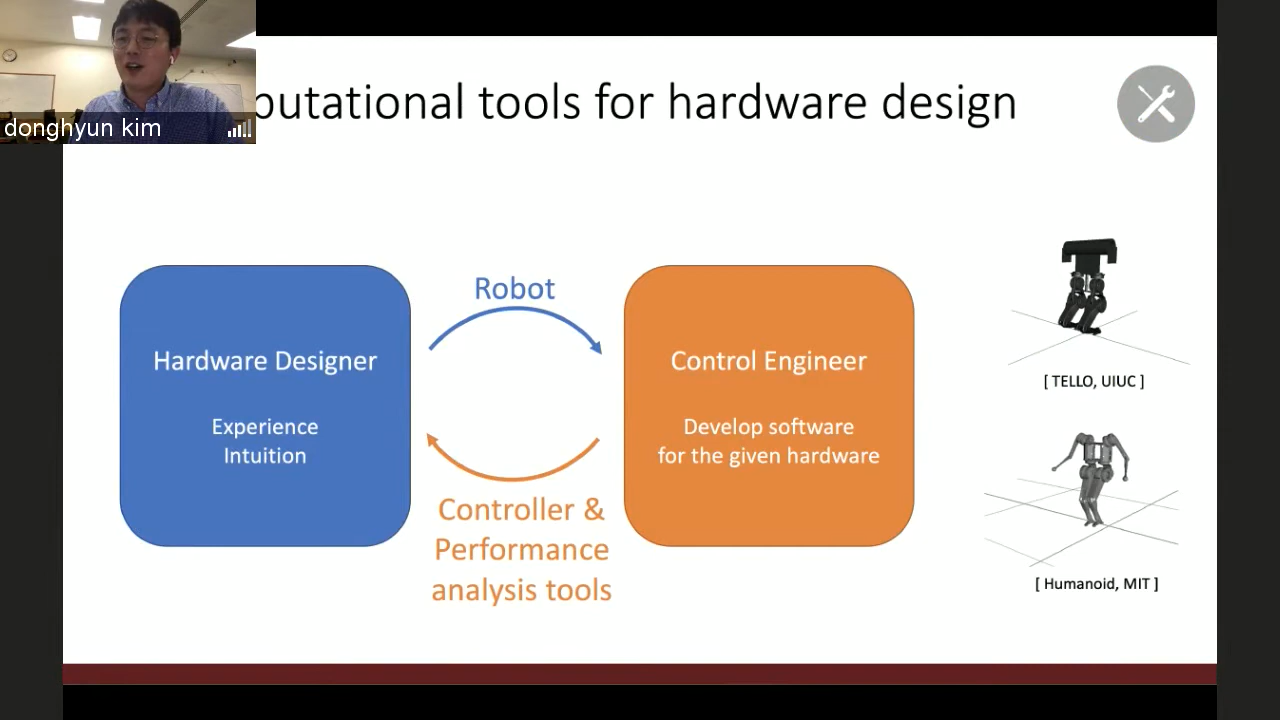 putational tools for hardware design
donghyun kim
Robot
Hardware Designer
Experience
Intuition
Control Engineer
Develop software
for the given hardware
Controller &
Performance
analysis tools
[ TELLO, UIUC ]
[ Humanoid, MIT ]